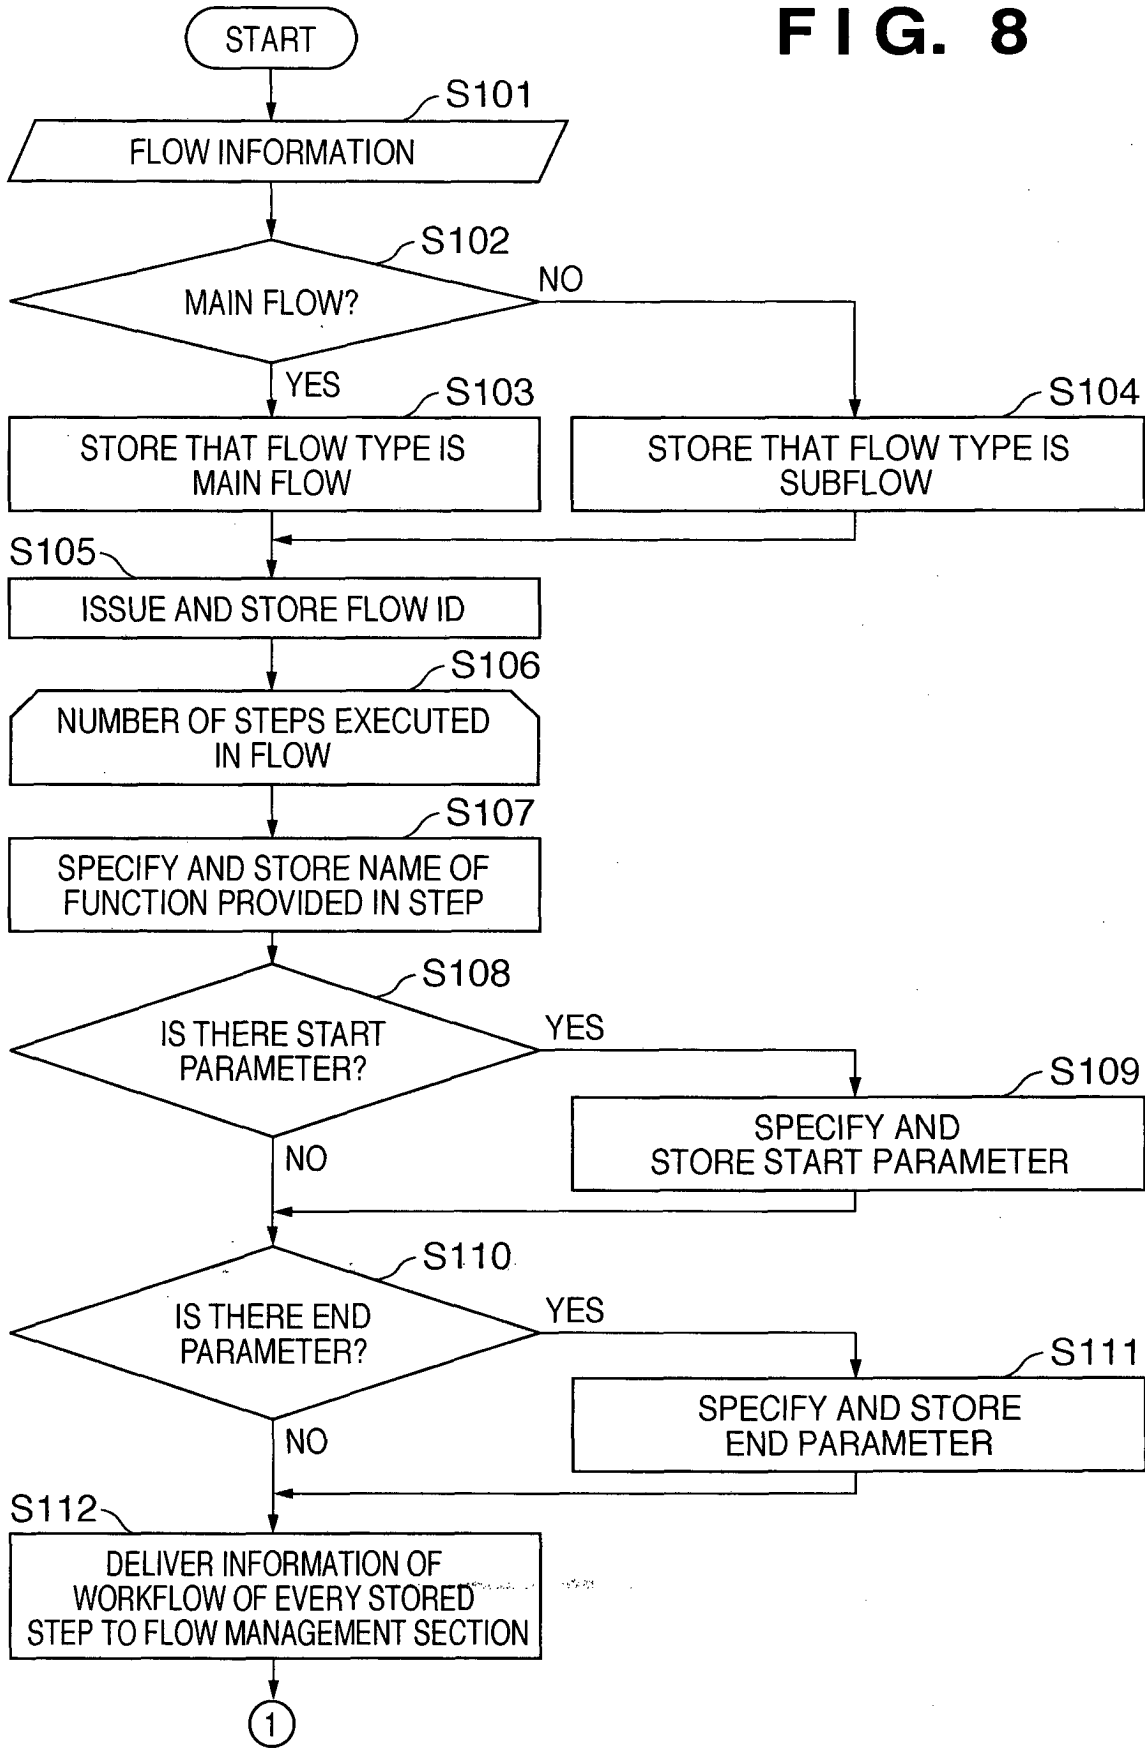 FIG. 8
START
S101
FLOW INFORMATION
S102
MAIN FLOW?
NO
YES
S103
STORE THAT FLOW TYPE IS
MAIN FLOW
S104
STORE THAT FLOW TYPE IS
SUBFLOW
S105
ISSUE AND STORE FLOW ID
S106
NUMBER OF STEPS EXECUTED
IN FLOW
S107
SPECIFY AND STORE NAME OF
FUNCTION PROVIDED IN STEP
S108
IS THERE START
PARAMETER?
YES
NO
S109
SPECIFY AND
STORE START PARAMETER
S110
IS THERE END
PARAMETER?
YES
NO
S111
SPECIFY AND STORE
END PARAMETER
S112
DELIVER INFORMATION OF
WORKFLOW OF EVERY STORED
STEP TO FLOW MANAGEMENT SECTION
1